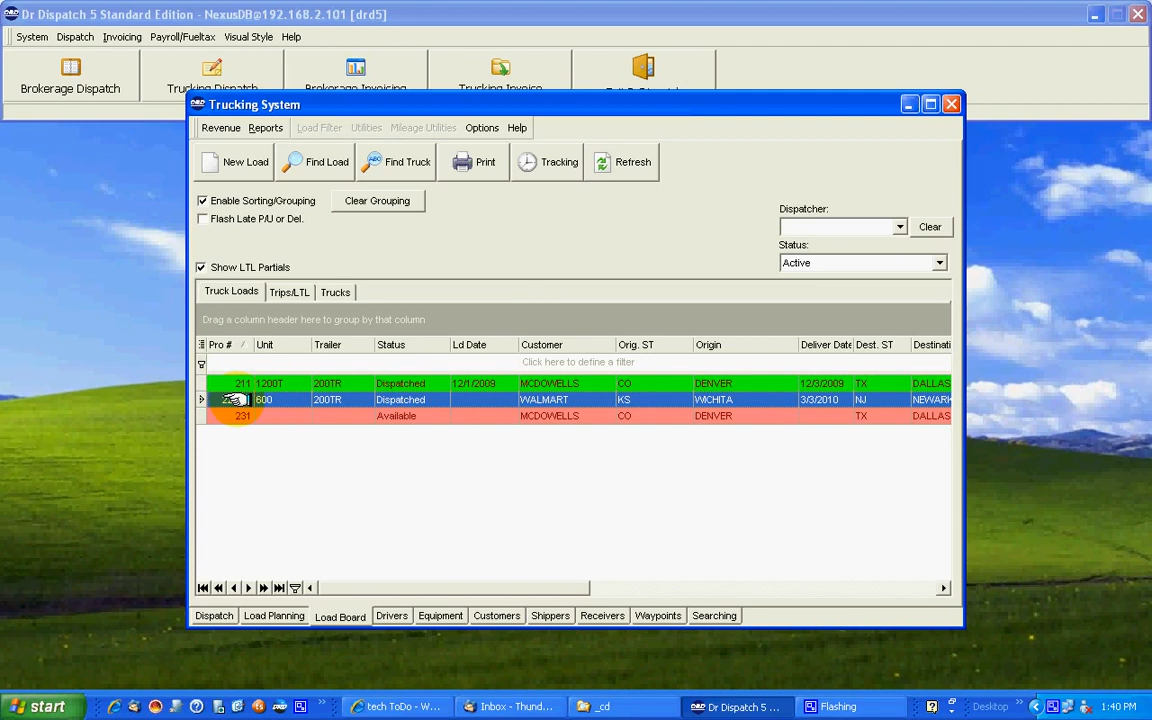 Dr Dispatch 5 Standard Edition - NexusDB@192.168.2.101 [drd5]
System Dispatch Invoicing Payroll/Fueltax Visual Style Help
Brokerage Dispatch Trucking Dispatch Brokerage Invoicing Trucking Invoice
Trucking System
Revenue Reports Load Filter Utilities Mileage Utilities Options Help
New Load Find Load Find Truck Print Tracking Refresh
Enable Sorting/Grouping Clear Grouping
Flash Late P/U or Del.
Dispatcher:
Clear
Status:
Active
Show LTL Partials
Truck Loads Trips/LTL Trucks
Drag a column header here to group by that column
Pro # Unit Trailer Status Ld Date Customer Orig. ST Origin Deliver Date Dest. ST Destinati
Click here to define a filter
211 1200T 200TR Dispatched 12/1/2009 MCDOWELLS CO DENVER 12/3/2009 TX DALLAS
600 200TR Dispatched WALMART KS WICHITA 3/3/2010 NJ NEWARK
231 Available MCDOWELLS CO DENVER TX DALLAS
Dispatch Load Planning Load Board Drivers Equipment Customers Shippers Receivers Waypoints Searching
start tech ToDo - W... Inbox - Thund... _cd Dr Dispatch 5 ... Flashing Desktop 1:40 PM